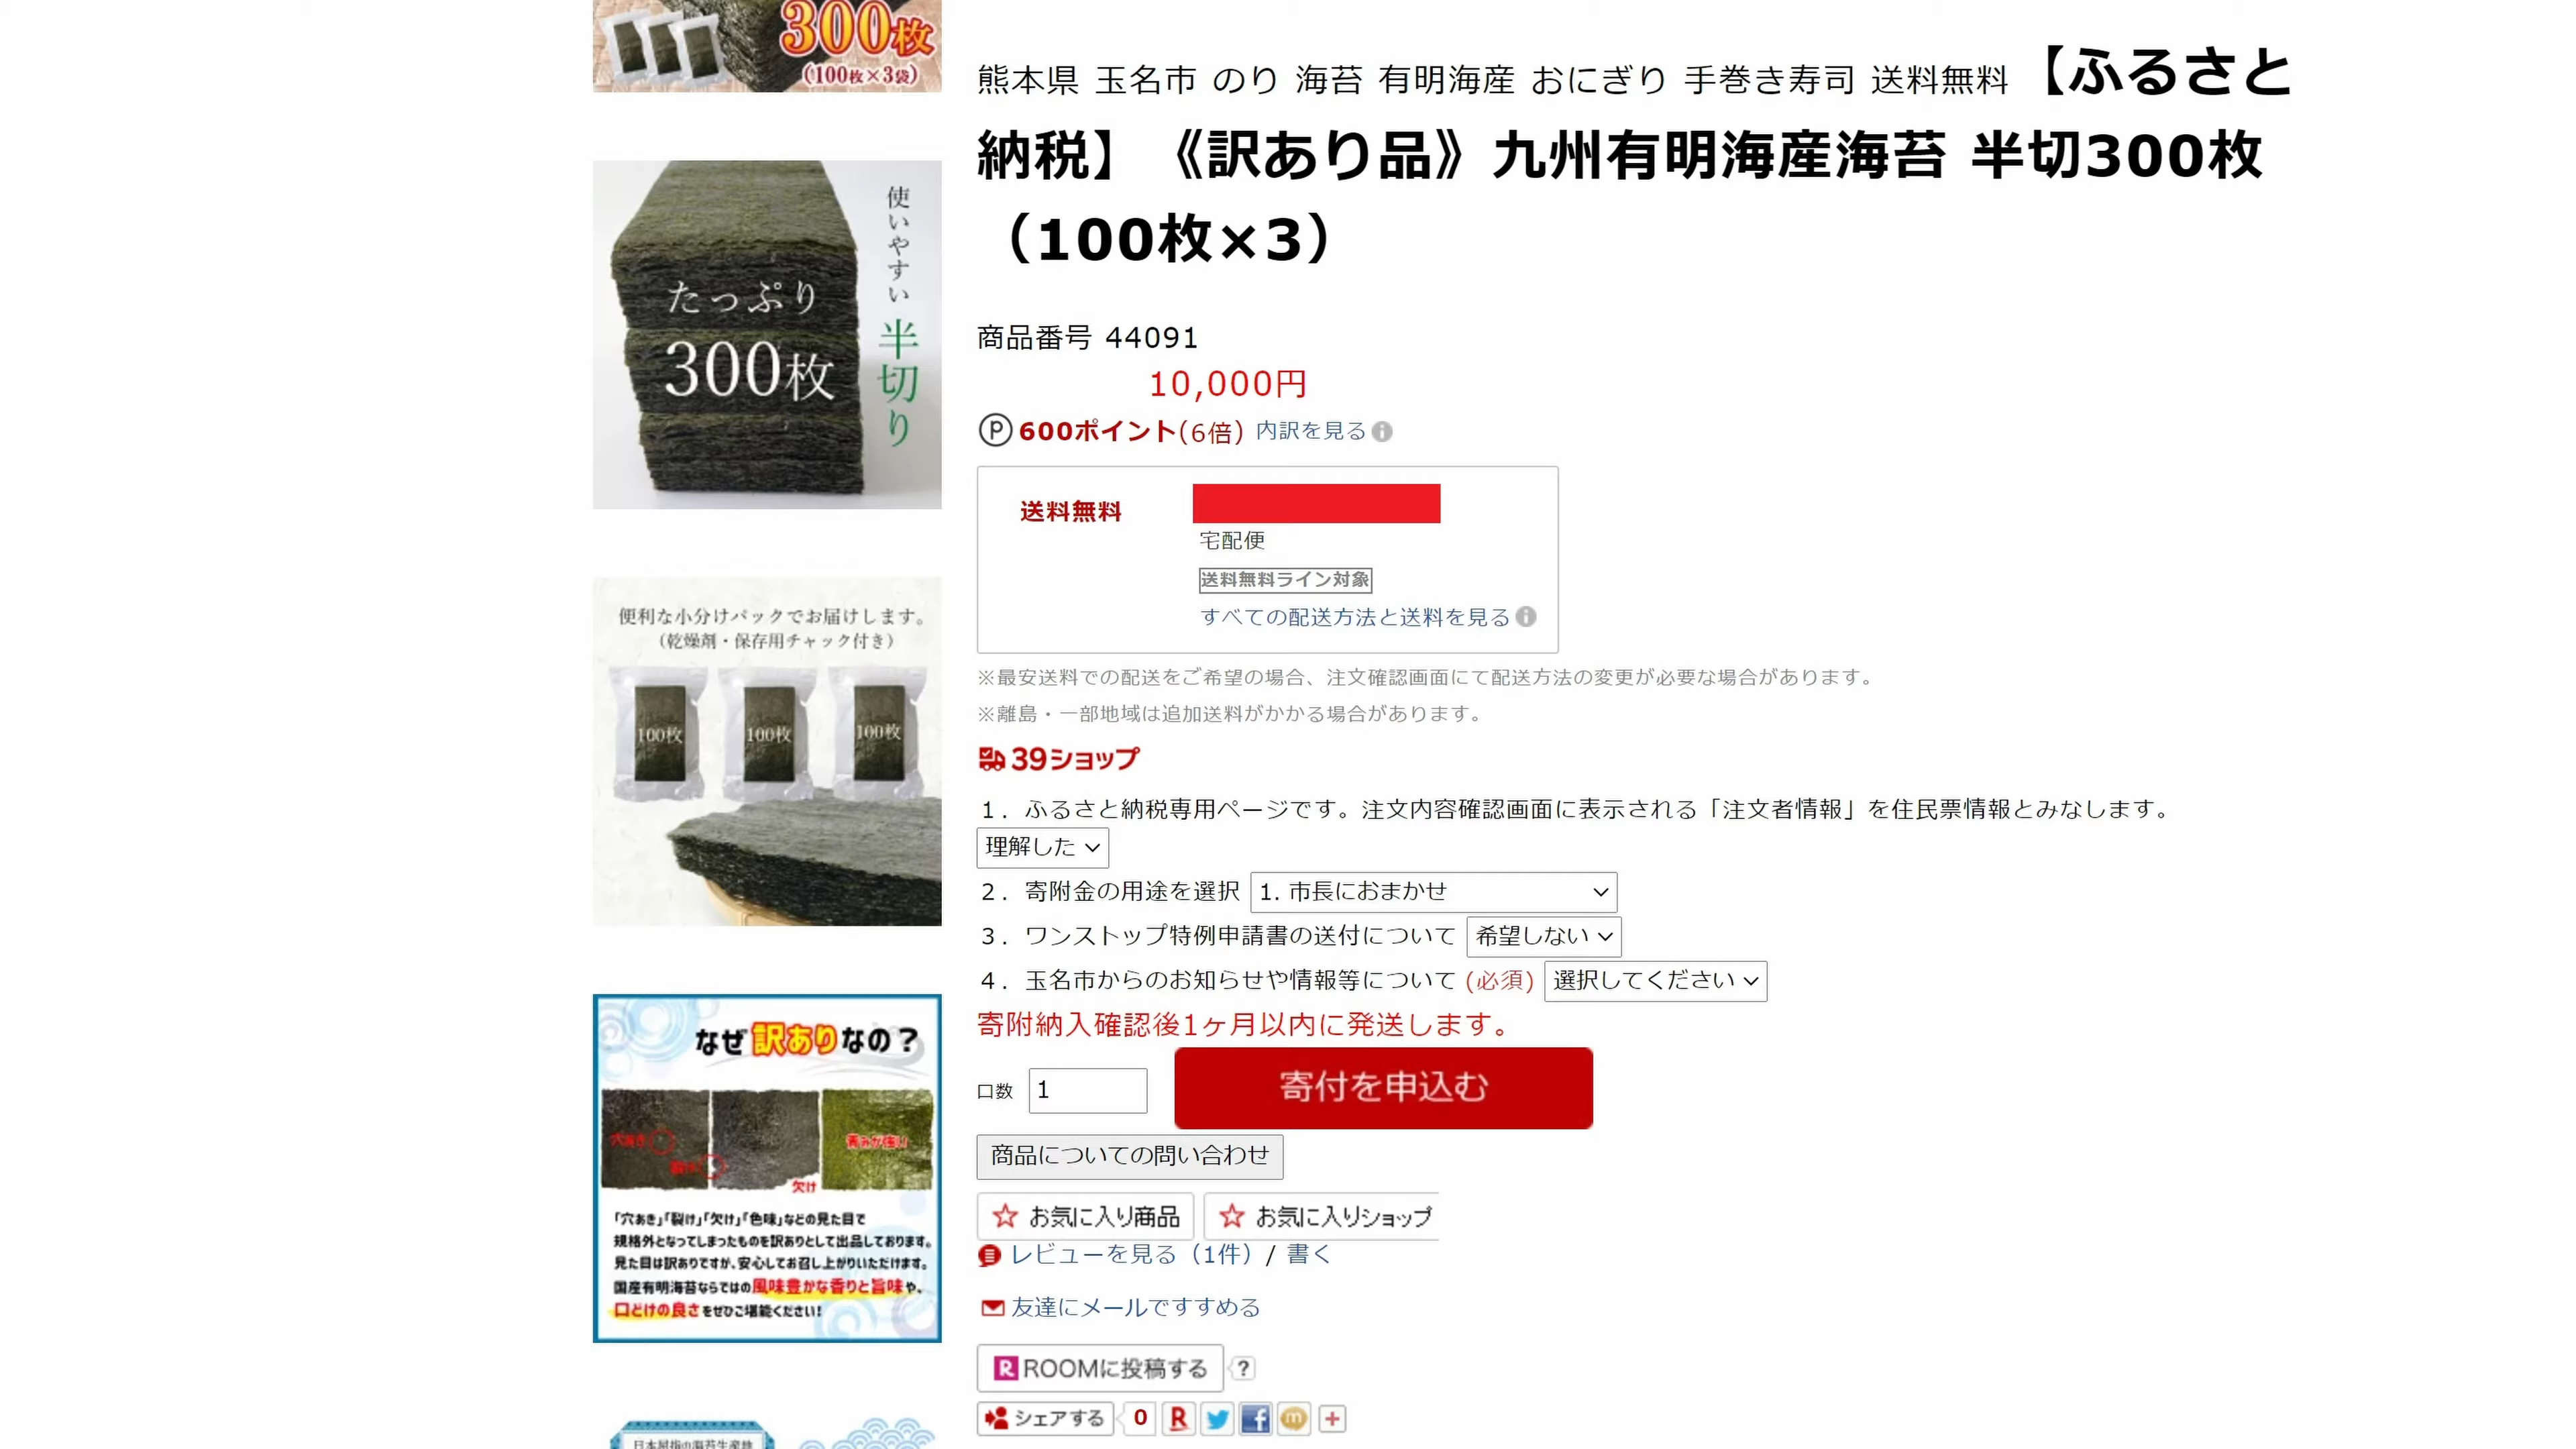 300枚
(100枚×3袋)
使いやすい半切り
たっぷり
300枚
便利な小分けパックでお届けします。
(乾燥剤・保存用チャック付き)
100枚
100枚
100枚
なぜ訳ありなの?
穴あき
裂け
欠け
青みが強い
「穴あき」「裂け」「欠け」「色味」などの見た目で
規格外となってしまったものを訳ありとして出品しております。
見た目は訳ありですが、安心してお召し上がりいただけます。
国産有明海苔ならではの風味豊かな香りと旨味や、
口どけの良さをぜひご堪能ください!
日本屈指の海苔生産地
熊本県 玉名市 のり 海苔 有明海産 おにぎり 手巻き寿司 送料無料 【ふるさと
納税】 《訳あり品》九州有明海産海苔 半切300枚
(100枚×3)
商品番号 44091
10,000円
P 600ポイント(6倍) 内訳を見る
送料無料
宅配便
送料無料ライン対象
すべての配送方法と送料を見る
※最安送料での配送をご希望の場合、注文確認画面にて配送方法の変更が必要な場合があります。
※離島・一部地域は追加送料がかかる場合があります。
39ショップ
1.ふるさと納税専用ページです。注文内容確認画面に表示される「注文者情報」を住民票情報とみなします。
理解した
2.寄附金の用途を選択 1. 市長におまかせ
3.ワンストップ特例申請書の送付について 希望しない
4.玉名市からのお知らせや情報等について (必須) 選択してください
寄附納入確認後1ヶ月以内に発送します。
口数 1 寄付を申込む
商品についての問い合わせ
お気に入り商品 お気に入りショップ
レビューを見る(1件) / 書く
友達にメールですすめる
R ROOMに投稿する ?
シェアする 0 R f m +